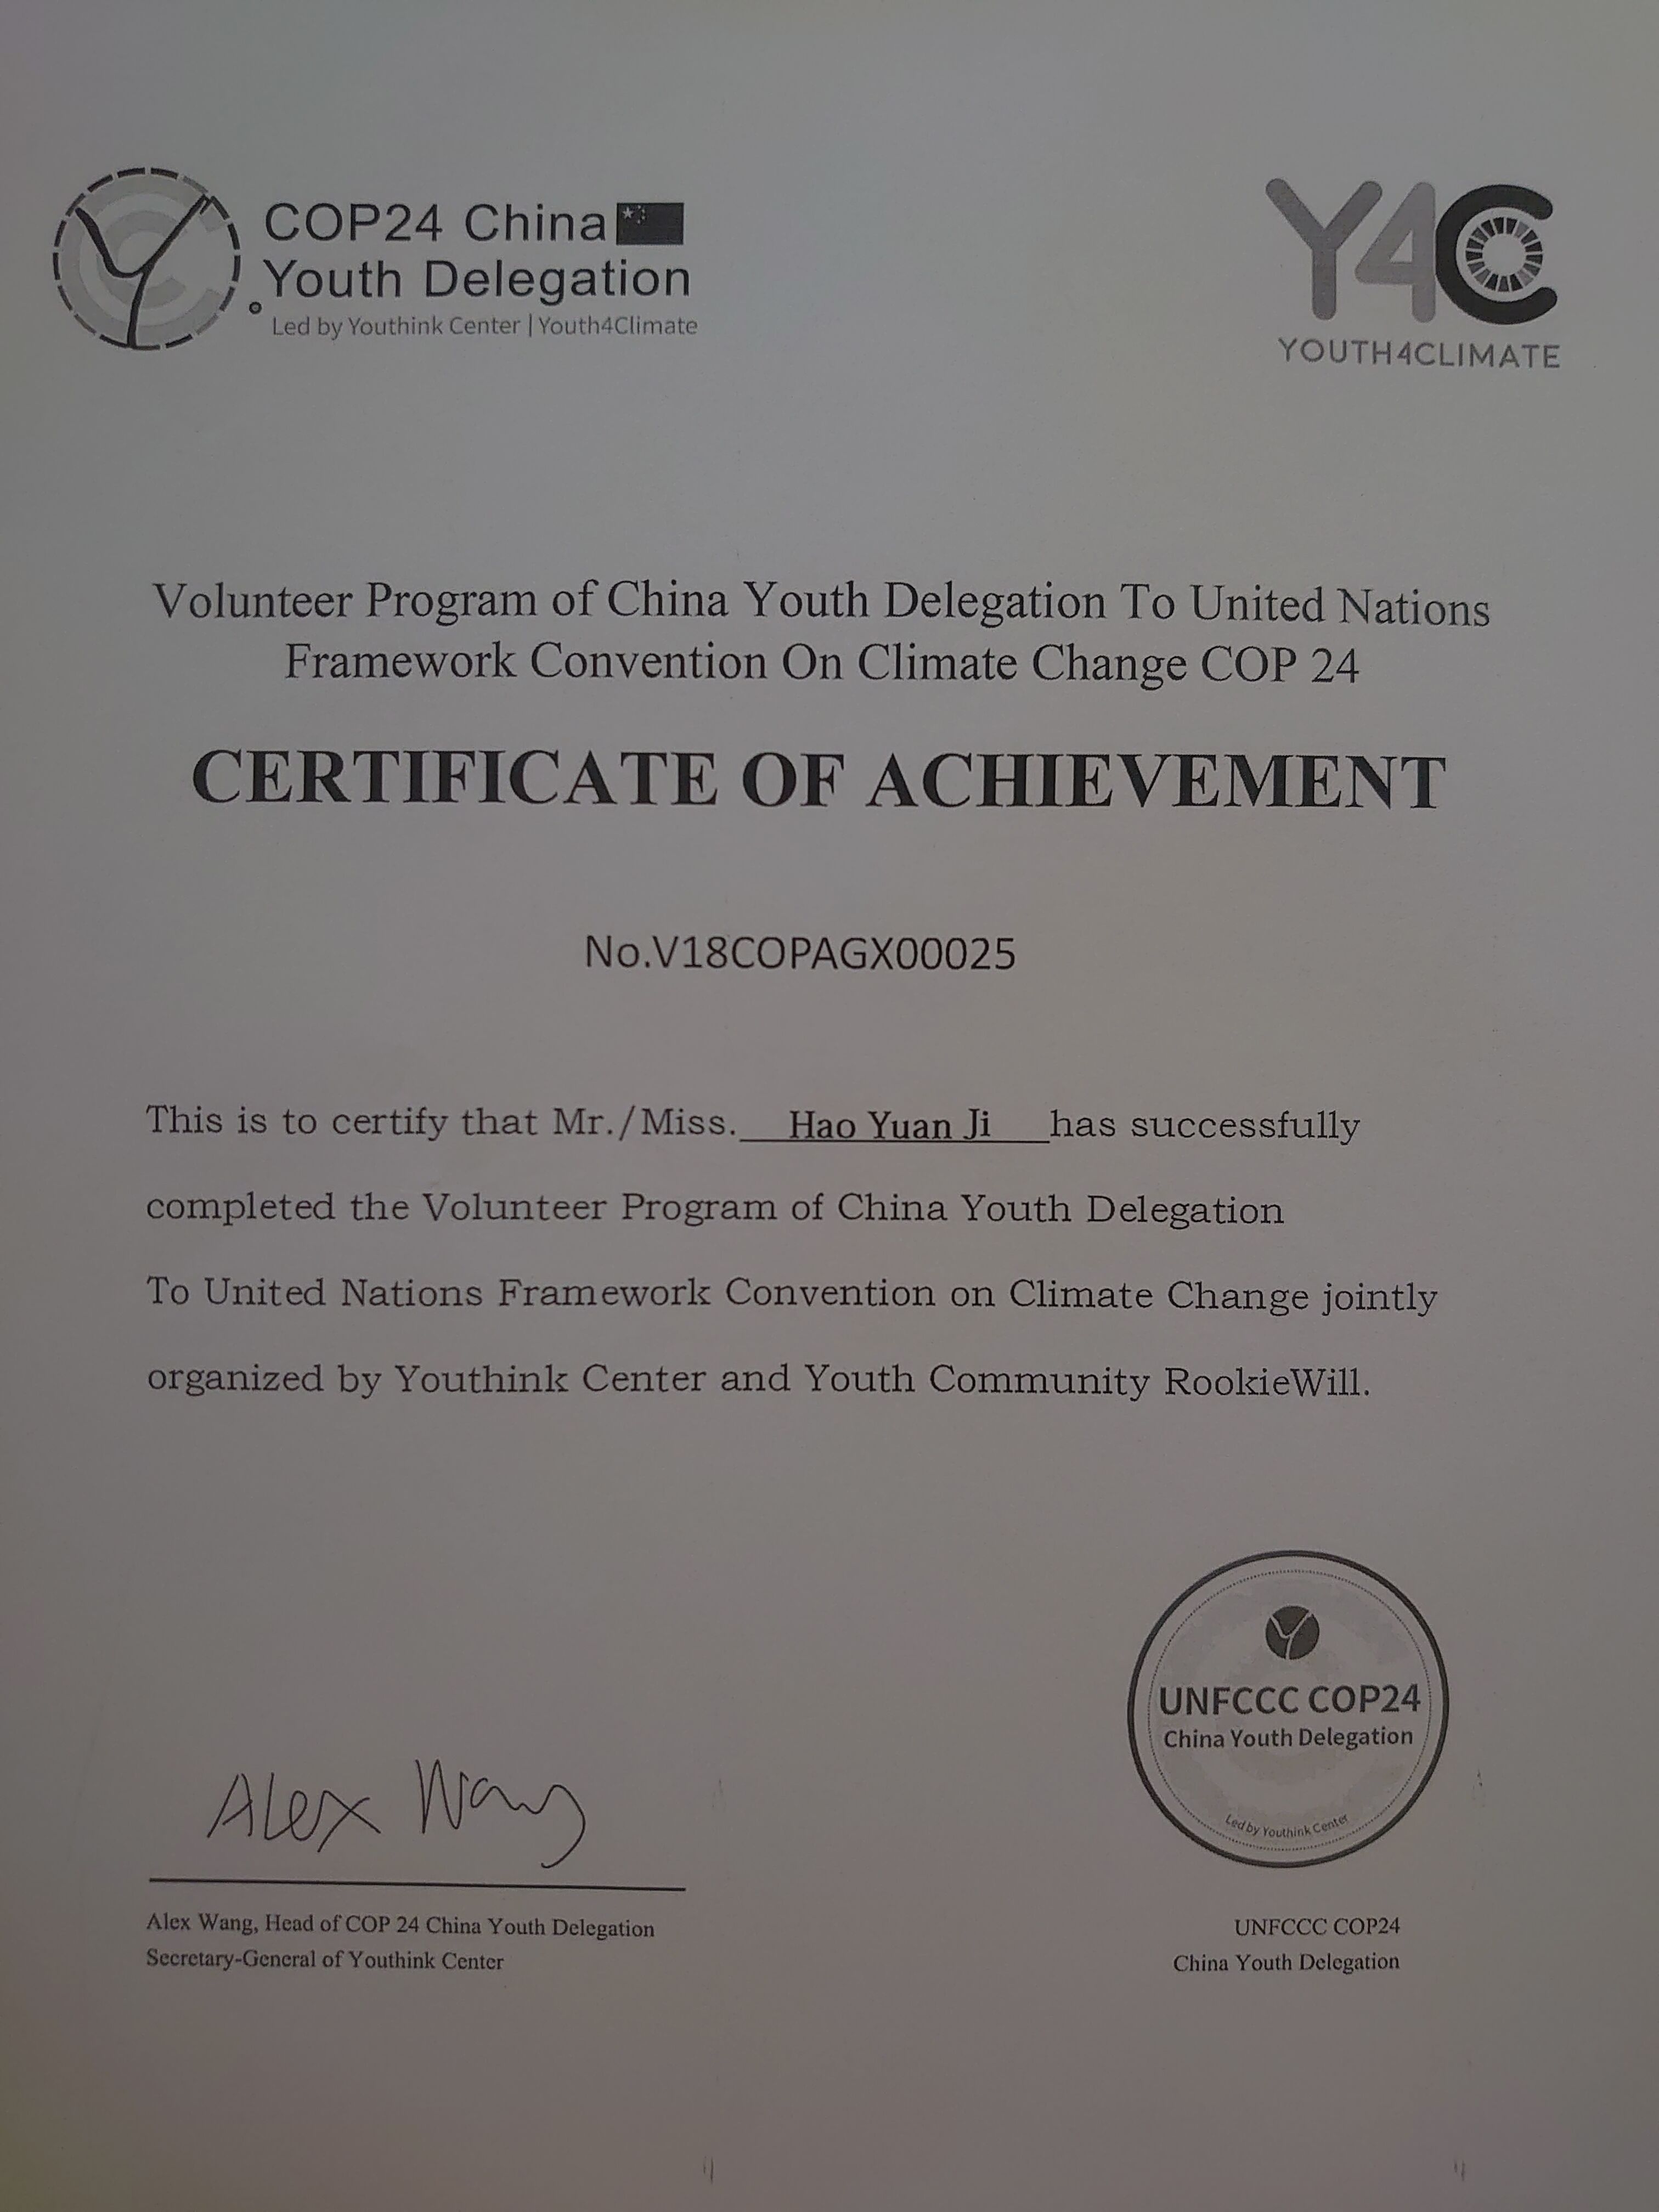 COP24 China
Youth Delegation
Led by Youthink Center | Youth4Climate
Y4C
YOUTH4CLIMATE
Volunteer Program of China Youth Delegation To United Nations
Framework Convention On Climate Change COP 24
CERTIFICATE OF ACHIEVEMENT
No.V18COPAGX00025
This is to certify that Mr./Miss. Hao Yuan Ji has successfully
completed the Volunteer Program of China Youth Delegation
To United Nations Framework Convention on Climate Change jointly
organized by Youthink Center and Youth Community RookieWill.
UNFCCC COP24
China Youth Delegation
Led by Youthink Center
Alex Wang
Alex Wang, Head of COP 24 China Youth Delegation
Secretary-General of Youthink Center
UNFCCC COP24
China Youth Delegation